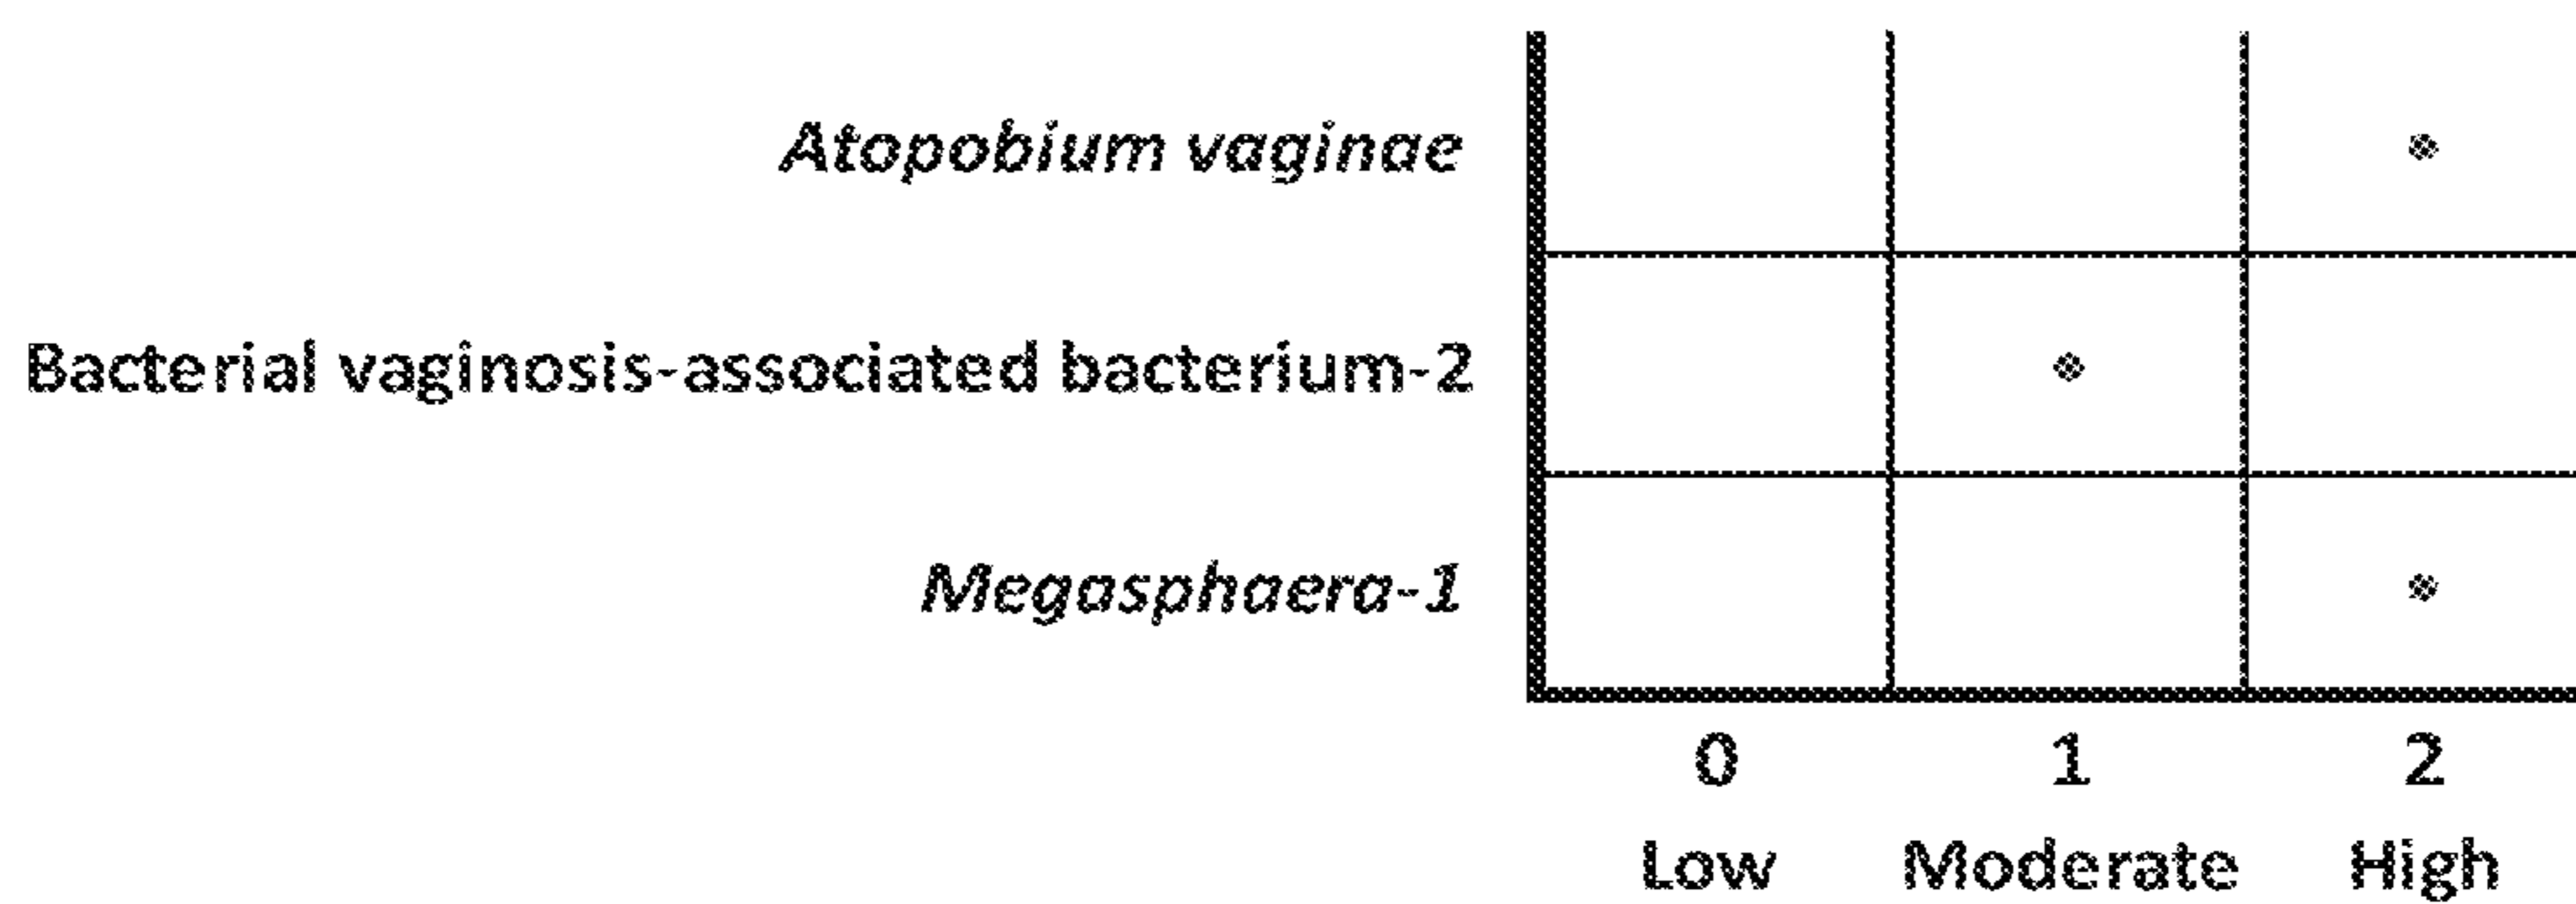 Atopobium vaginae
Bacterial vaginosis-associated bacterium-2
Megasphaera-1
0 1 2
Low Moderate High